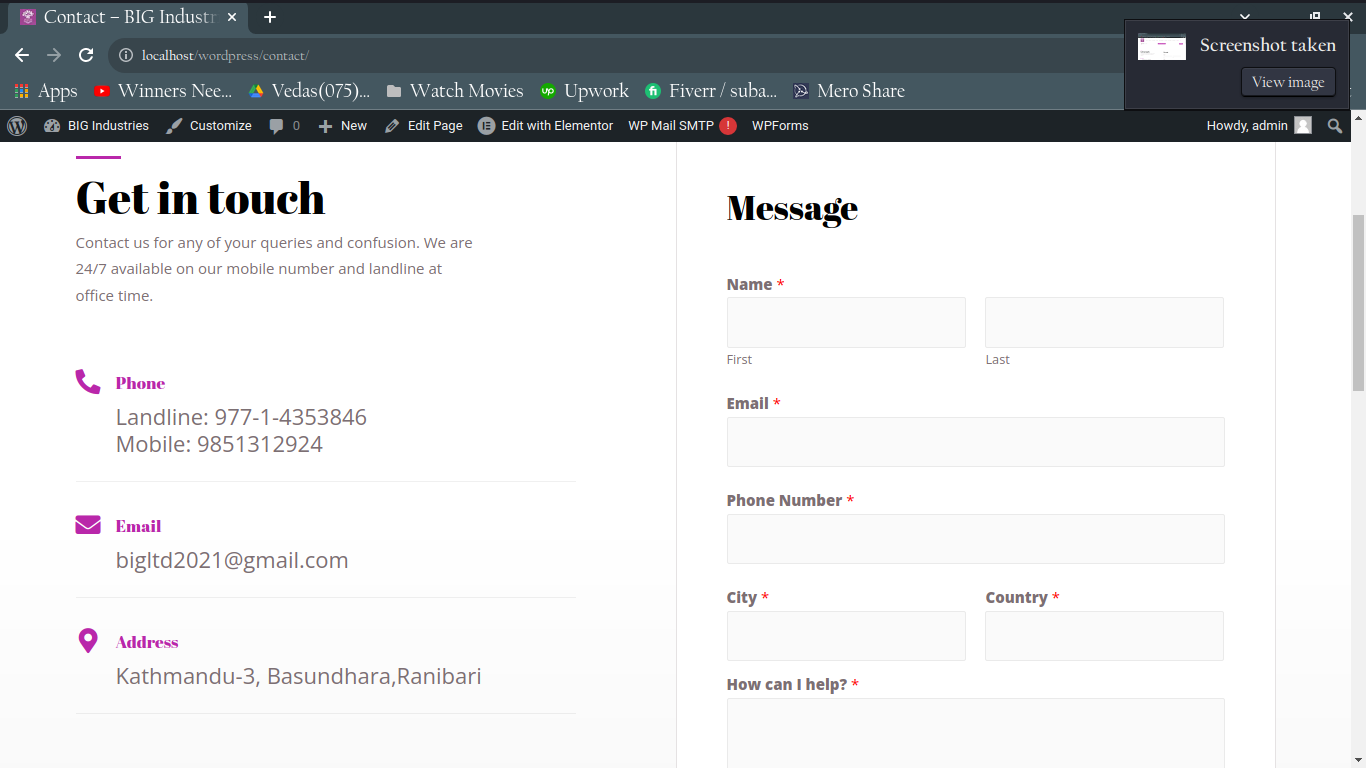 Contact – BIG Industr
Screenshot taken
View image
localhost/wordpress/contact/
Apps
Winners Nee...
Vedas(075)...
Watch Movies
Upwork
Fiverr / suba...
Mero Share
BIG Industries
Customize
0
New
Edit Page
Edit with Elementor
WP Mail SMTP !
WPForms
Howdy, admin
Get in touch
Contact us for any of your queries and confusion. We are
24/7 available on our mobile number and landline at
office time.
Phone
Landline: 977-1-4353846
Mobile: 9851312924
Email
bigltd2021@gmail.com
Address
Kathmandu-3, Basundhara,Ranibari
Message
Name *
First
Last
Email *
Phone Number *
City *
Country *
How can I help? *